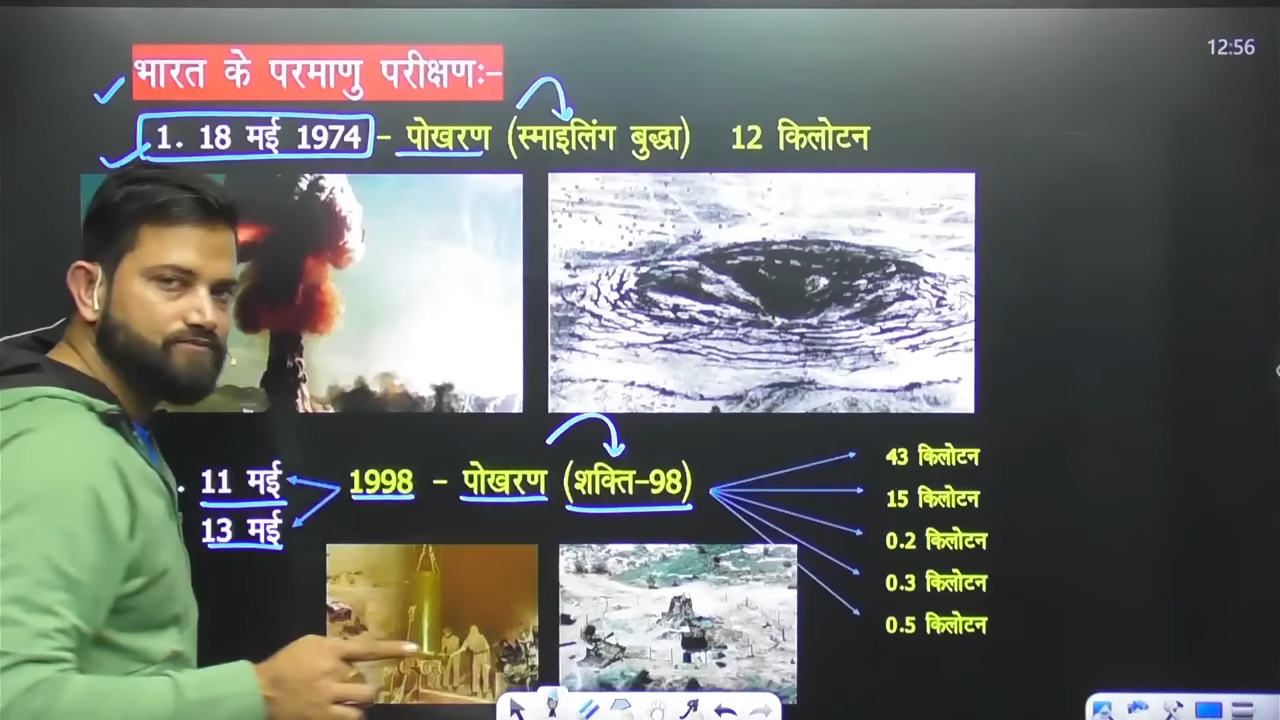 12:56
भारत के परमाणु परीक्षणः-
1. 18 मई 1974 - पोखरण (स्माइलिंग बुद्धा) 12 किलोटन
. 11 मई 1998 - पोखरण (शक्ति-98)
13 मई
43 किलोटन
15 किलोटन
0.2 किलोटन
0.3 किलोटन
0.5 किलोटन